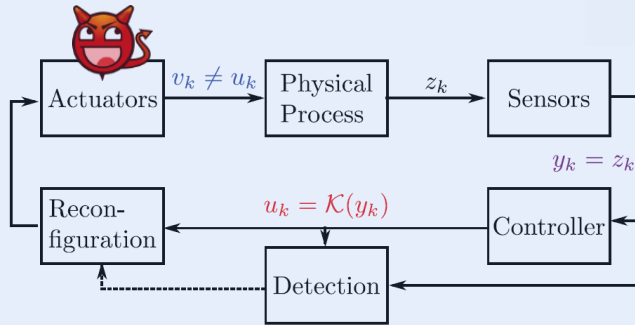 Actuators
v_k ≠ u_k
Physical
Process
z_k
Sensors
y_k = z_k
Recon-
figuration
u_k = 𝒦(y_k)
Controller
Detection